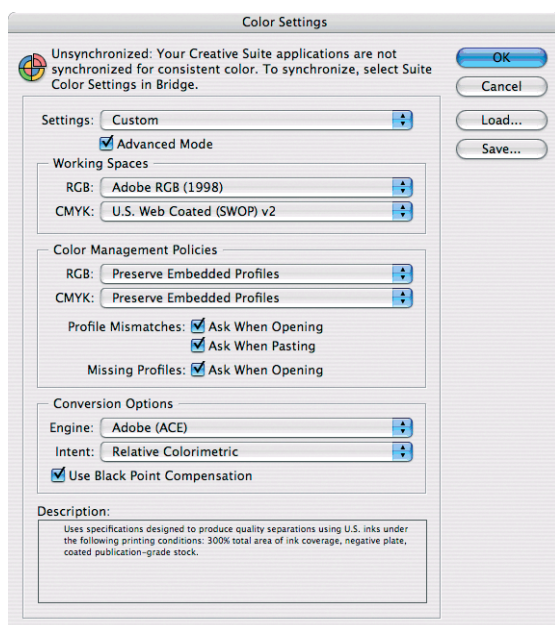 Color Settings
Unsynchronized: Your Creative Suite applications are not
synchronized for consistent color. To synchronize, select Suite
Color Settings in Bridge.
OK
Cancel
Load...
Save...
Settings: Custom
Advanced Mode
Working Spaces
RGB: Adobe RGB (1998)
CMYK: U.S. Web Coated (SWOP) v2
Color Management Policies
RGB: Preserve Embedded Profiles
CMYK: Preserve Embedded Profiles
Profile Mismatches: Ask When Opening
Ask When Pasting
Missing Profiles: Ask When Opening
Conversion Options
Engine: Adobe (ACE)
Intent: Relative Colorimetric
Use Black Point Compensation
Description:
Uses specifications designed to produce quality separations using U.S. inks under
the following printing conditions: 300% total area of ink coverage, negative plate,
coated publication-grade stock.